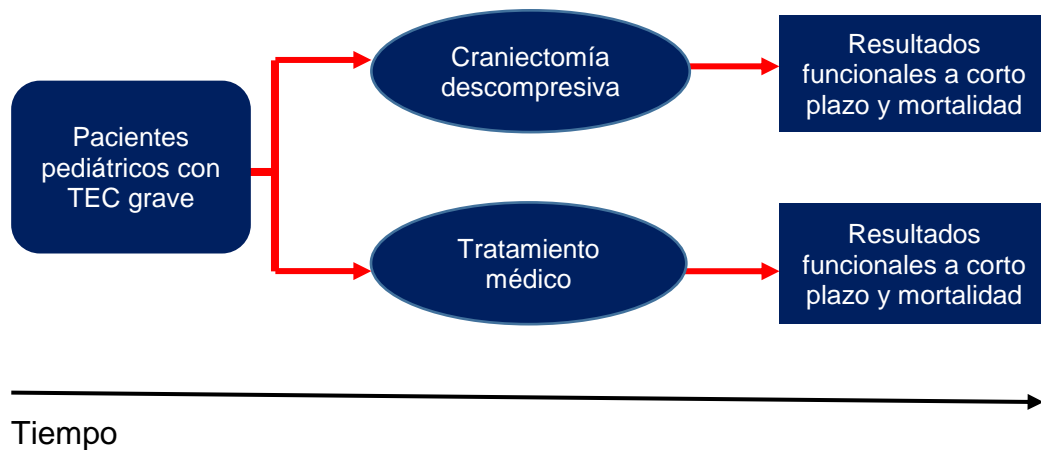 Pacientes
pediátricos con
TEC grave
Craniectomía
descompresiva
Resultados
funcionales a corto
plazo y mortalidad
Tratamiento
médico
Resultados
funcionales a corto
plazo y mortalidad
Tiempo